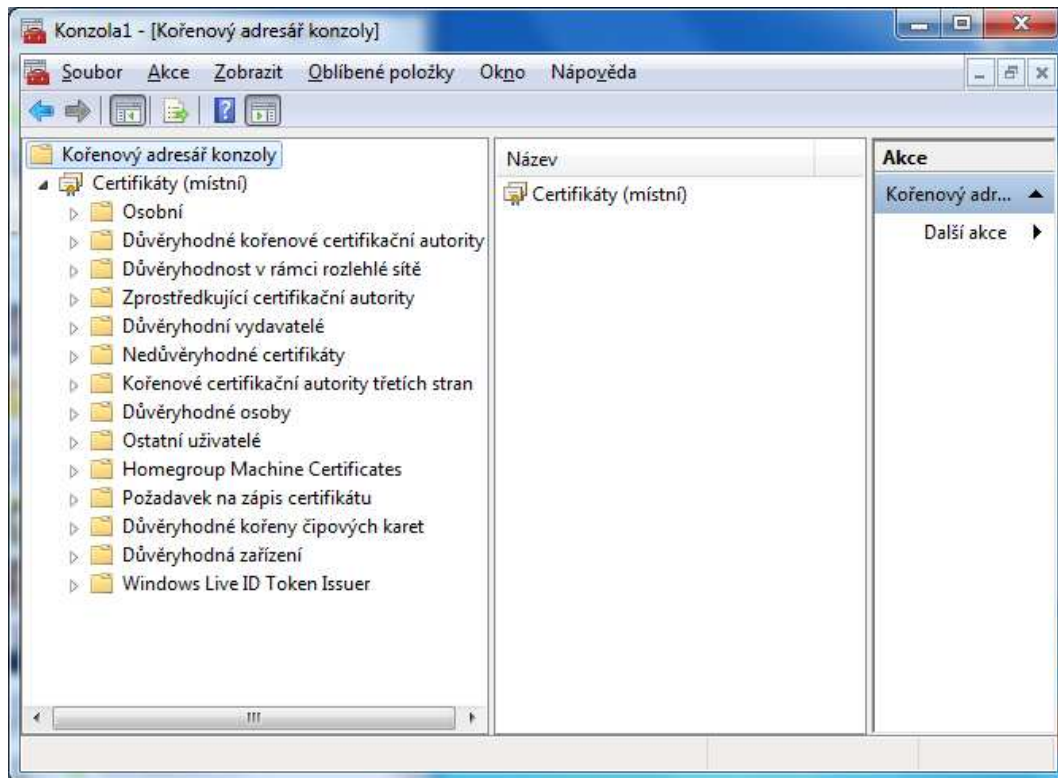 Konzola1 - [Kořenový adresář konzoly]
Soubor Akce Zobrazit Oblíbené položky Okno Nápověda
Kořenový adresář konzoly
Certifikáty (místní)
Osobní
Důvěryhodné kořenové certifikační autority
Důvěryhodnost v rámci rozlehlé sítě
Zprostředkující certifikační autority
Důvěryhodní vydavatelé
Nedůvěryhodné certifikáty
Kořenové certifikační autority třetích stran
Důvěryhodné osoby
Ostatní uživatelé
Homegroup Machine Certificates
Požadavek na zápis certifikátu
Důvěryhodné kořeny čipových karet
Důvěryhodná zařízení
Windows Live ID Token Issuer
Název
Certifikáty (místní)
Akce
Kořenový adr...
Další akce